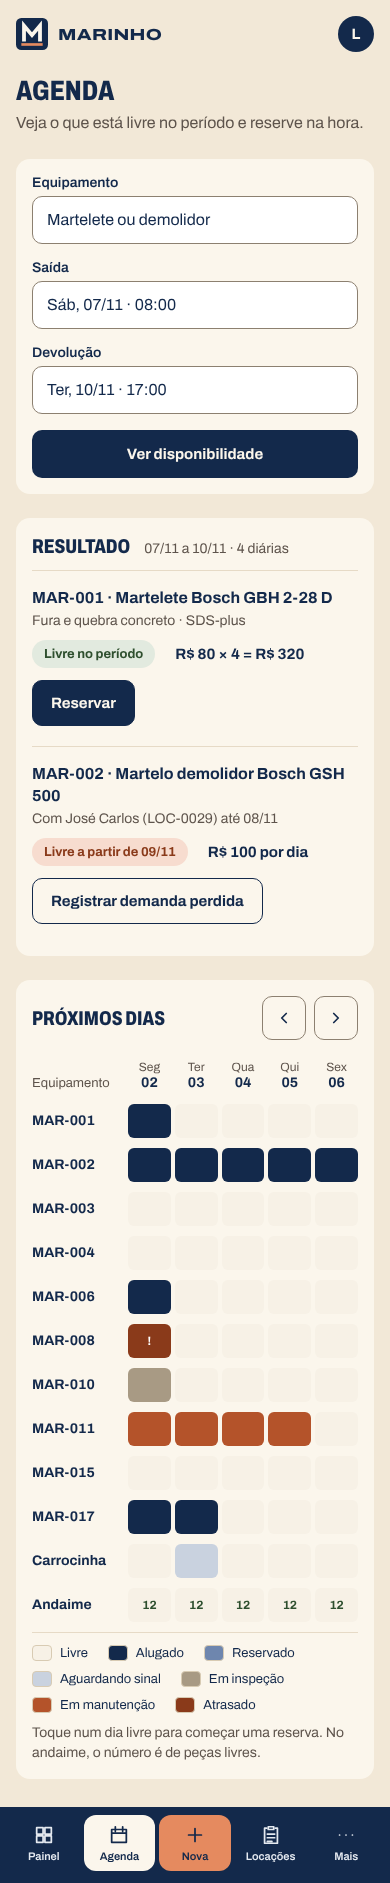 MARINHO
L
AGENDA
Veja o que está livre no período e reserve na hora.
Equipamento
Martelete ou demolidor
Saída
Sáb, 07/11 · 08:00
Devolução
Ter, 10/11 · 17:00
Ver disponibilidade
RESULTADO 07/11 a 10/11 · 4 diárias
MAR-001 · Martelete Bosch GBH 2-28 D
Fura e quebra concreto · SDS-plus
Livre no período R$ 80 × 4 = R$ 320
Reservar
MAR-002 · Martelo demolidor Bosch GSH
500
Com José Carlos (LOC-0029) até 08/11
Livre a partir de 09/11 R$ 100 por dia
Registrar demanda perdida
PRÓXIMOS DIAS
Seg Ter Qua Qui Sex
Equipamento 02 03 04 05 06
MAR-001
MAR-002
MAR-003
MAR-004
MAR-006
MAR-008 !
MAR-010
MAR-011
MAR-015
MAR-017
Carrocinha
Andaime 12 12 12 12 12
Livre Alugado Reservado
Aguardando sinal Em inspeção
Em manutenção Atrasado
Toque num dia livre para começar uma reserva. No
andaime, o número é de peças livres.
Painel Agenda Nova Locações Mais